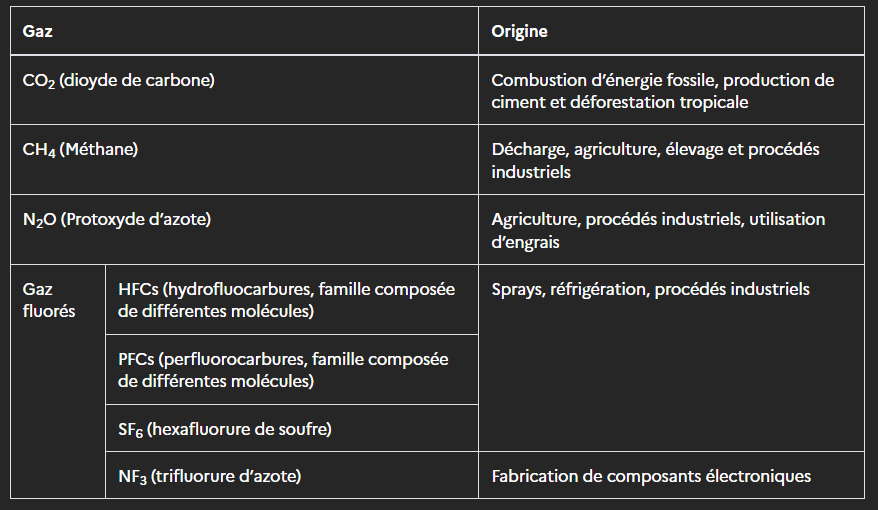 Gaz
Origine
CO₂ (dioyde de carbone)
Combustion d’énergie fossile, production de
ciment et déforestation tropicale
CH₄ (Méthane)
Décharge, agriculture, élevage et procédés
industriels
N₂O (Protoxyde d’azote)
Agriculture, procédés industriels, utilisation
d’engrais
Gaz
fluorés
HFCs (hydrofluocarbures, famille composée
de différentes molécules)
Sprays, réfrigération, procédés industriels
PFCs (perfluorocarbures, famille composée
de différentes molécules)
SF₆ (hexafluorure de soufre)
NF₃ (trifluorure d’azote)
Fabrication de composants électroniques